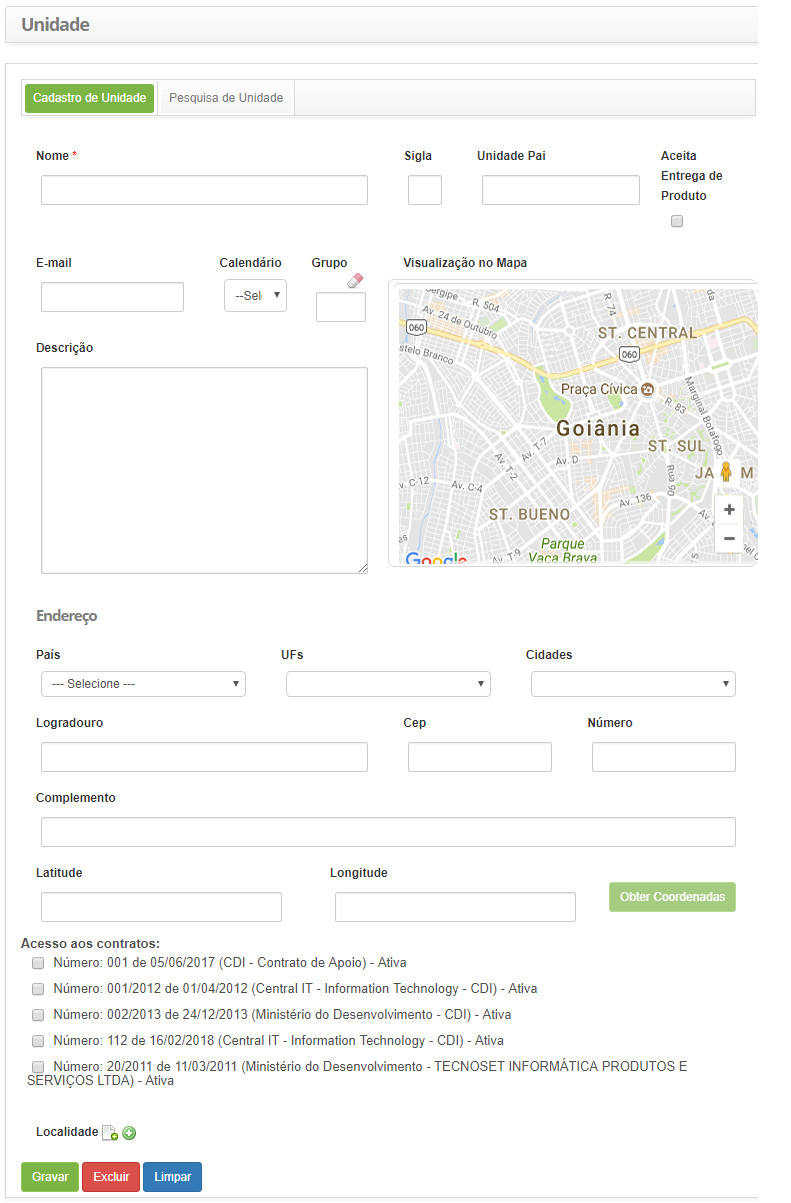 Unidade
Cadastro de Unidade
Pesquisa de Unidade
Nome *
Sigla
Unidade Pai
Aceita
Entrega de
Produto
E-mail
Calendário
Grupo
Visualização no Mapa
--Sel
Descrição
R. 504
R. 74
Av. 24 de Outubro
060
ST. CENTRAL
060
stelo Branco
Praça Cívica
R. 83
Marginal Botafogo
Goiânia
Av. T-7
ST. SUL
Av. T-2
Av. D
Rua 90
JA
M
Av. C-12
Av. C-4
Av. 136
+
ST. BUENO
−
Parque
Vaca Brava
Av. T-9
Google
Endereço
País
UFs
Cidades
--- Selecione ---
Logradouro
Cep
Número
Complemento
Latitude
Longitude
Obter Coordenadas
Acesso aos contratos:
Número: 001 de 05/06/2017 (CDI - Contrato de Apoio) - Ativa
Número: 001/2012 de 01/04/2012 (Central IT - Information Technology - CDI) - Ativa
Número: 002/2013 de 24/12/2013 (Ministério do Desenvolvimento - CDI) - Ativa
Número: 112 de 16/02/2018 (Central IT - Information Technology - CDI) - Ativa
Número: 20/2011 de 11/03/2011 (Ministério do Desenvolvimento - TECNOSET INFORMÁTICA PRODUTOS E
SERVIÇOS LTDA) - Ativa
Localidade
Gravar
Excluir
Limpar